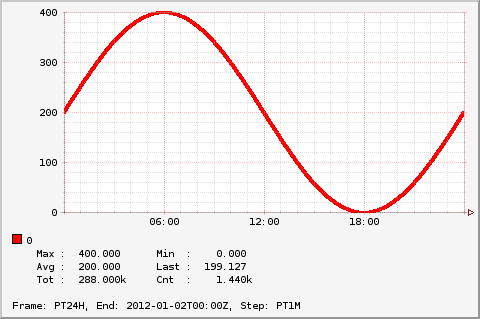 400
300
200
100
0
06:00 12:00 18:00
0
Max : 400.000 Min : 0.000
Avg : 200.000 Last : 199.127
Tot : 288.000k Cnt : 1.440k
Frame: PT24H, End: 2012-01-02T00:00Z, Step: PT1M